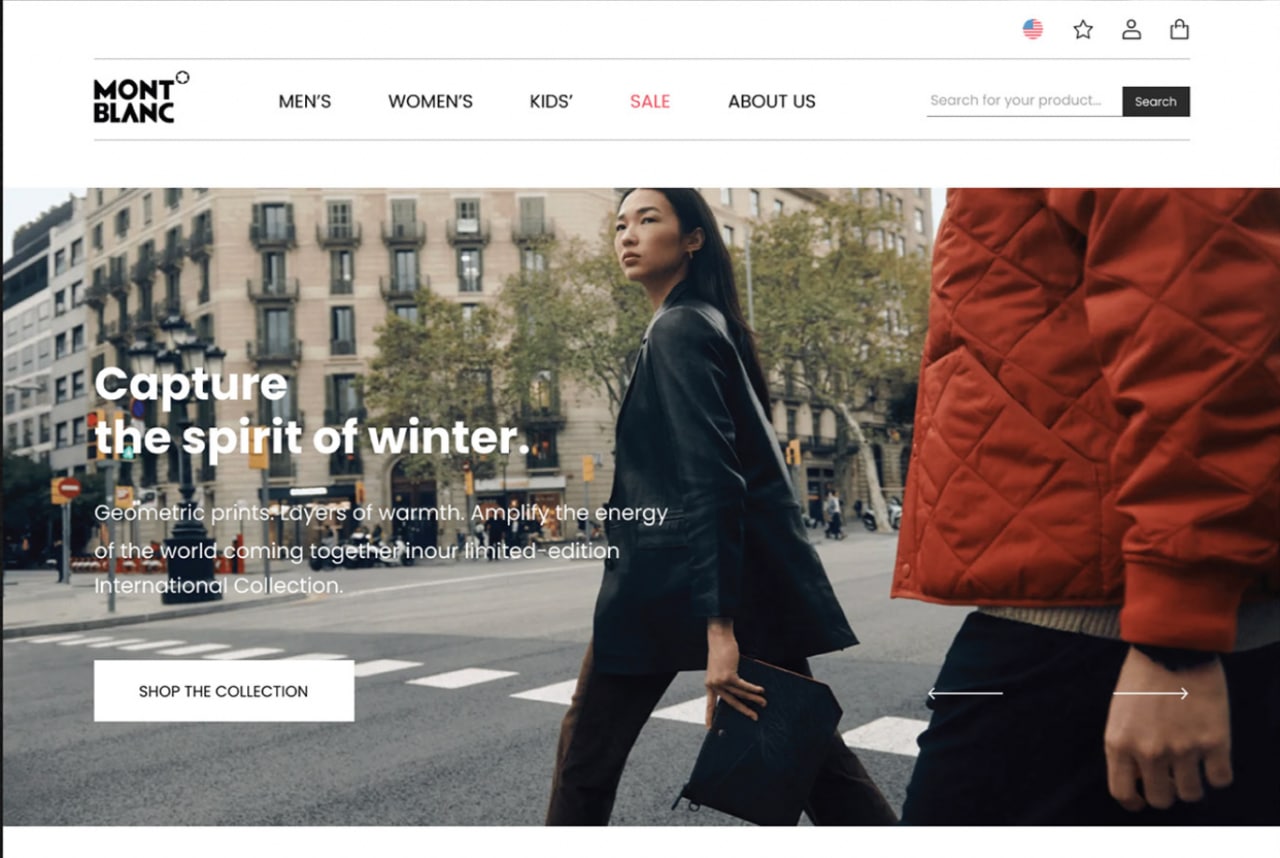 MONT
BLANC
MEN’S
WOMEN’S
KIDS’
SALE
ABOUT US
Search for your product...
Search
Capture
the spirit of winter.
Geometric prints. Layers of warmth. Amplify the energy
of the world coming together inour limited-edition
International Collection.
SHOP THE COLLECTION